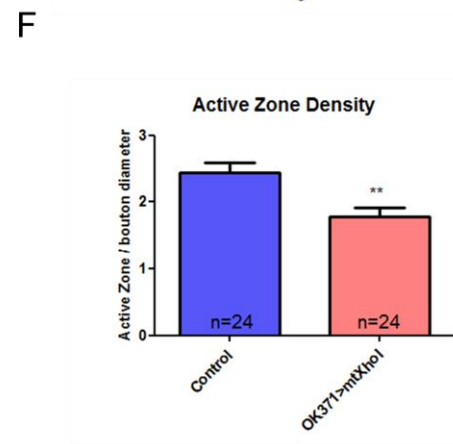 F
Active Zone Density
Active Zone / bouton diameter
3
2
1
0
**
n=24
n=24
Control
OK371>mtXhoI